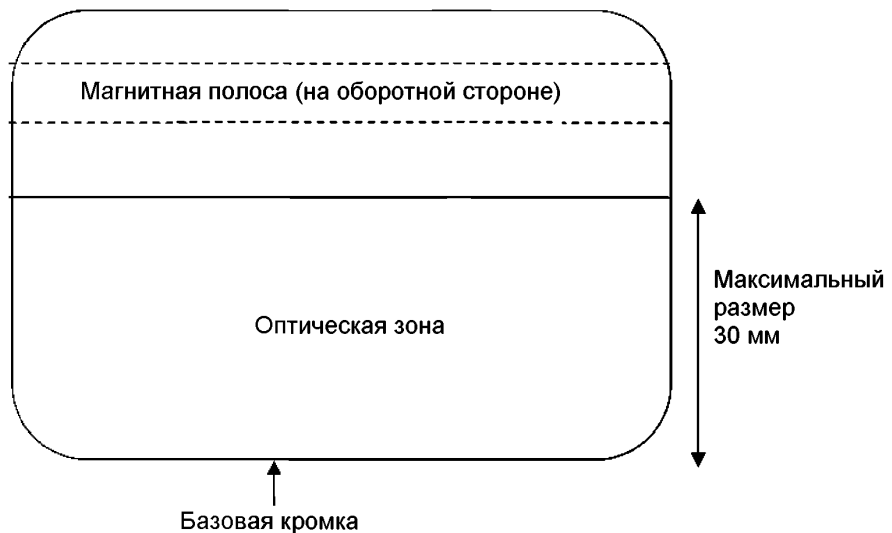 Магнитная полоса (на оборотной стороне)
Максимальный
размер
30 мм
Оптическая зона
Базовая кромка